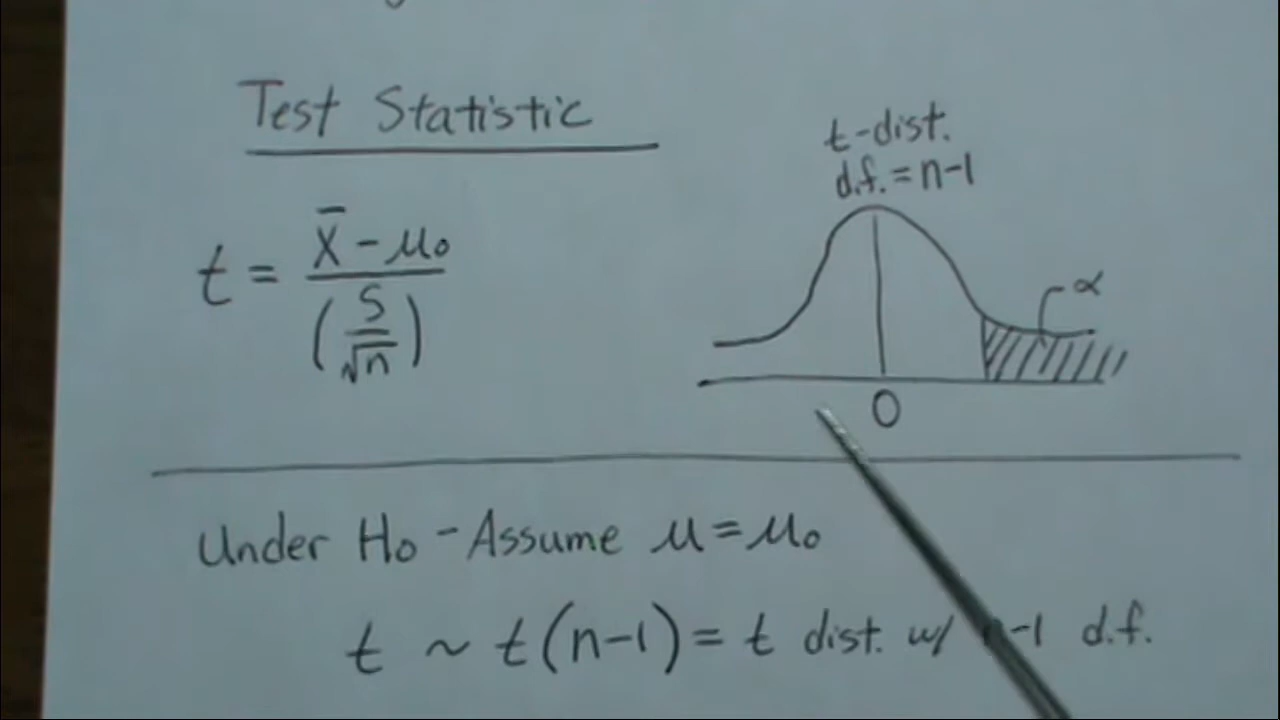 Test Statistic
t = (X̄ - μ₀) / (S/√n)
t-dist.
d.f. = n-1
α
0
Under H₀ - Assume μ = μ₀
t ~ t(n-1) = t dist. w/ n-1 d.f.